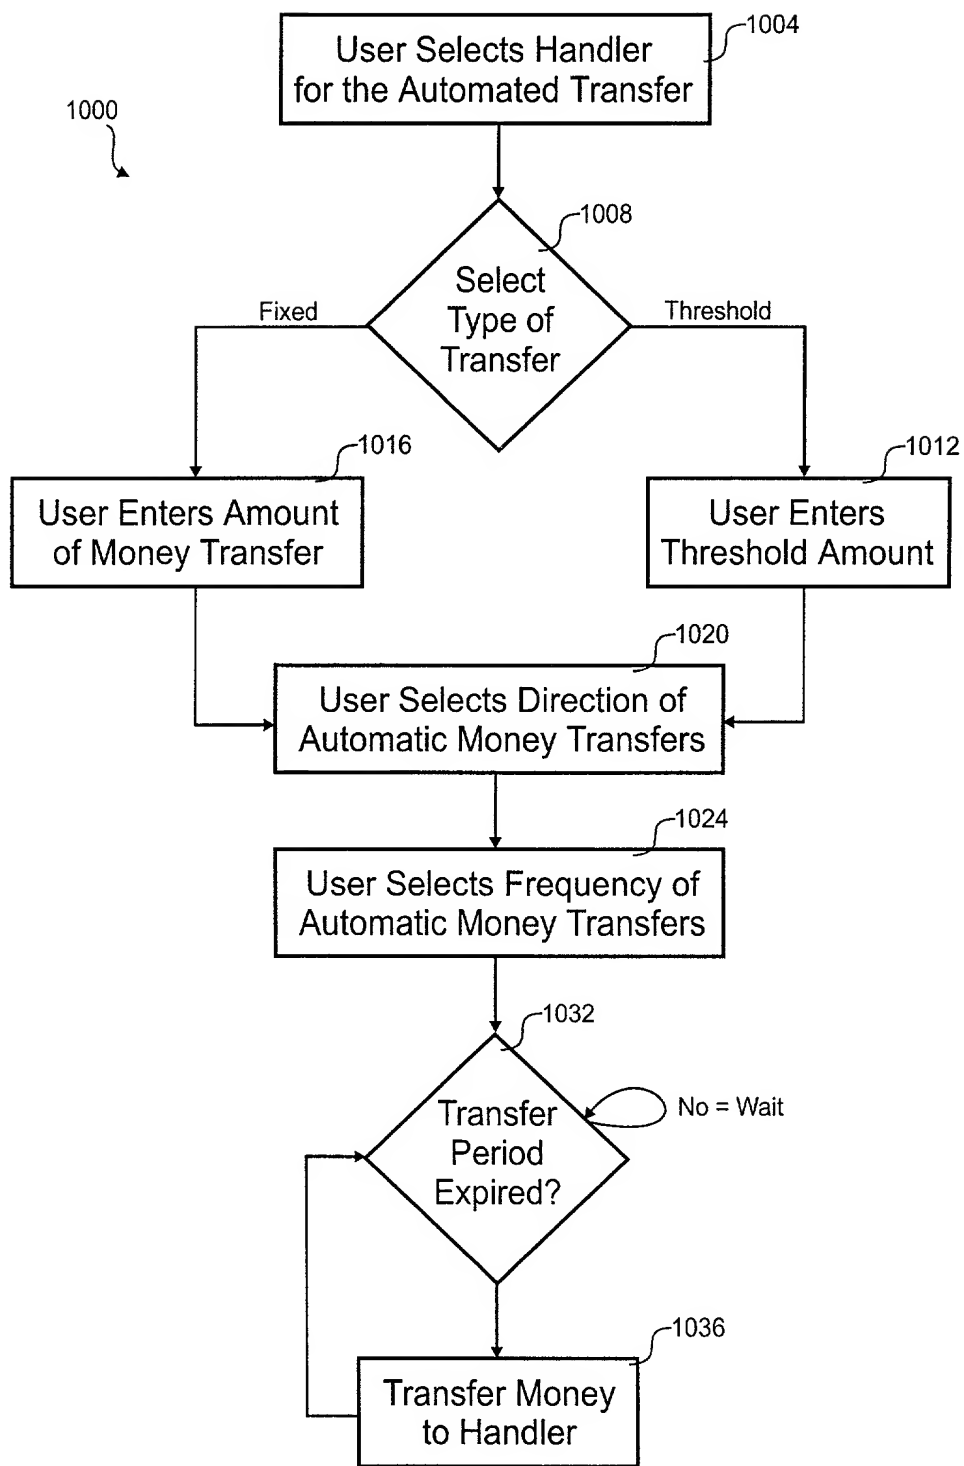 1004
User Selects Handler
for the Automated Transfer
1000
1008
Select
Type of
Transfer
Fixed
Threshold
1016
User Enters Amount
of Money Transfer
1012
User Enters
Threshold Amount
1020
User Selects Direction of
Automatic Money Transfers
1024
User Selects Frequency of
Automatic Money Transfers
1032
Transfer
Period
Expired?
No = Wait
1036
Transfer Money
to Handler